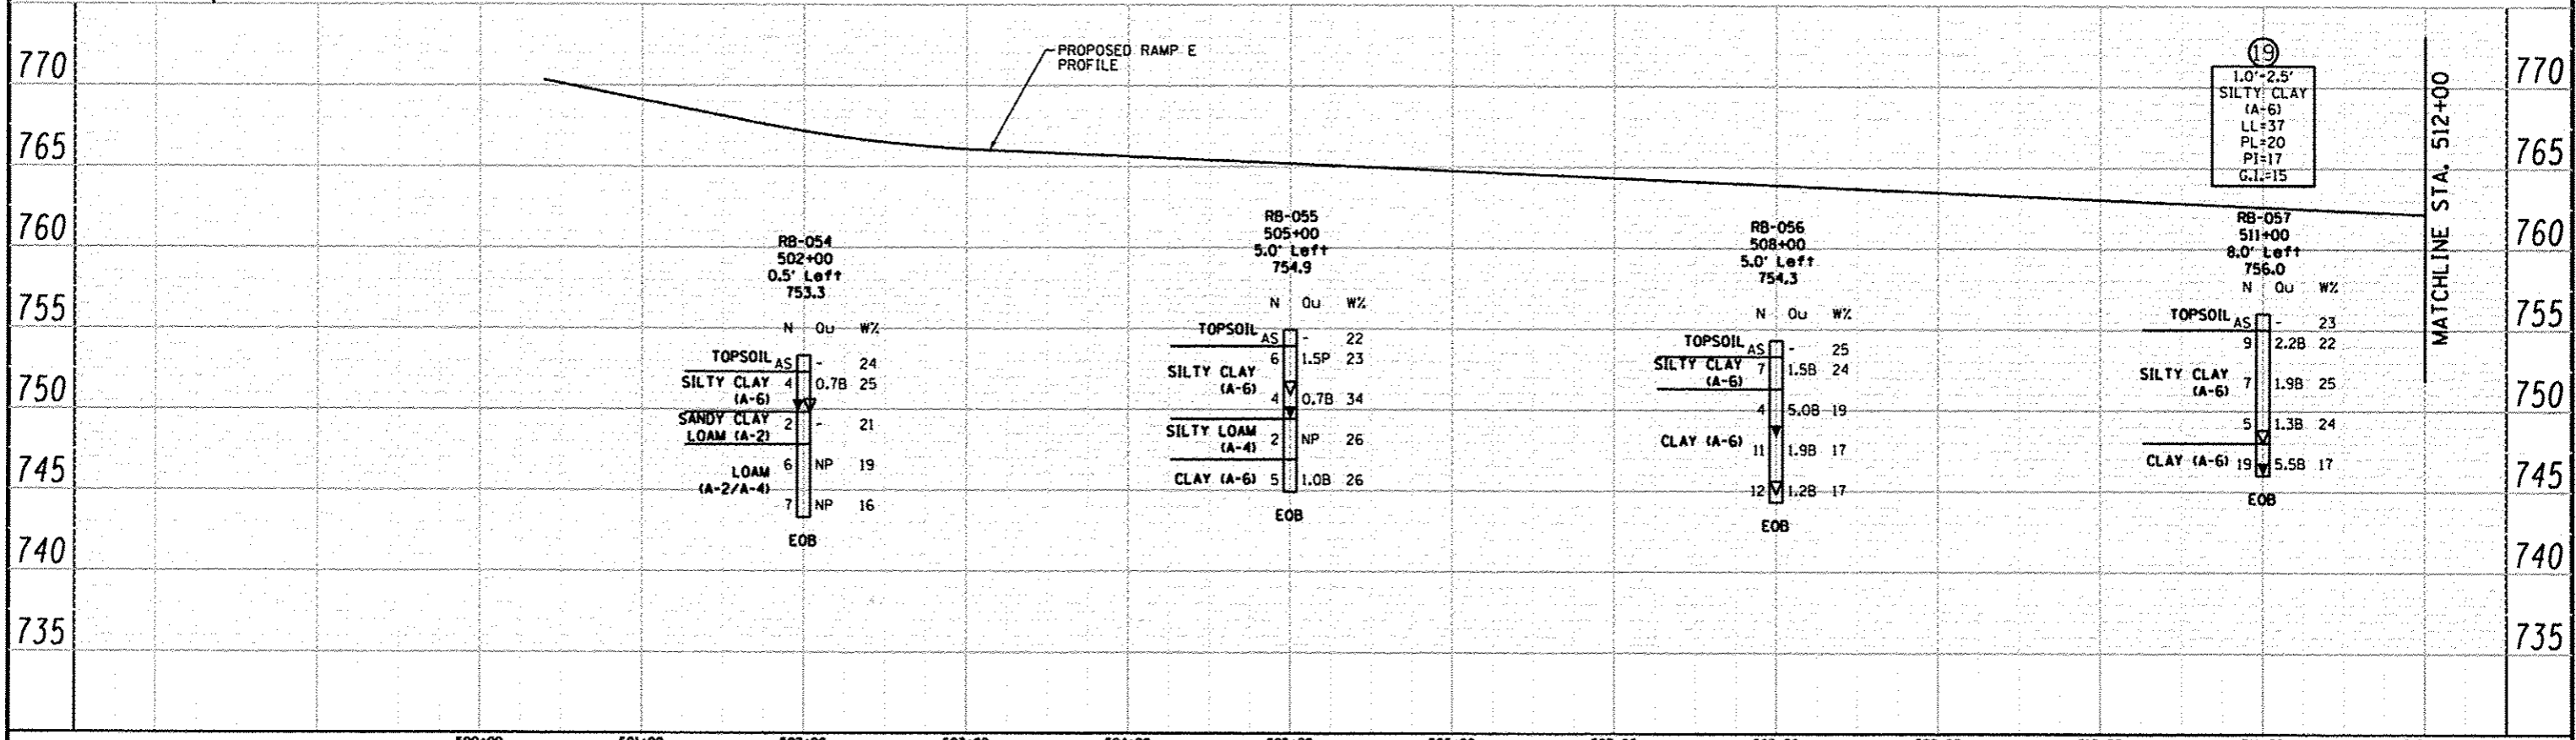 770
765
760
755
750
745
740
735
PROPOSED RAMP E
PROFILE
RB-054
502+00
0.5' Left
753.3
N Qu W%
TOPSOIL AS - 24
SILTY CLAY 4 0.7B 25
(A-6)
SANDY CLAY 2 - 21
LOAM (A-2)
LOAM 6 NP 19
(A-2/A-4)
7 NP 16
EOB
RB-055
505+00
5.0' Left
754.9
N Qu W%
TOPSOIL AS - 22
6 1.5P 23
SILTY CLAY
(A-6)
4 0.7B 34
SILTY LOAM 2 NP 26
(A-4)
CLAY (A-6) 5 1.0B 26
EOB
RB-056
508+00
5.0' Left
754.3
N Qu W%
TOPSOIL AS - 25
SILTY CLAY 7 1.5B 24
(A-6)
4 5.0B 19
CLAY (A-6) 11 1.9B 17
12 1.2B 17
EOB
19
1.0'-2.5'
SILTY CLAY
(A-6)
LL=37
PL=20
PI=17
G.I.=15
RB-057
511+00
8.0' Left
756.0
N Qu W%
TOPSOIL AS - 23
9 2.2B 22
SILTY CLAY 7 1.9B 25
(A-6)
5 1.3B 24
CLAY (A-6) 19 5.5B 17
EOB
MATCHLINE STA. 512+00
770
765
760
755
750
745
740
735